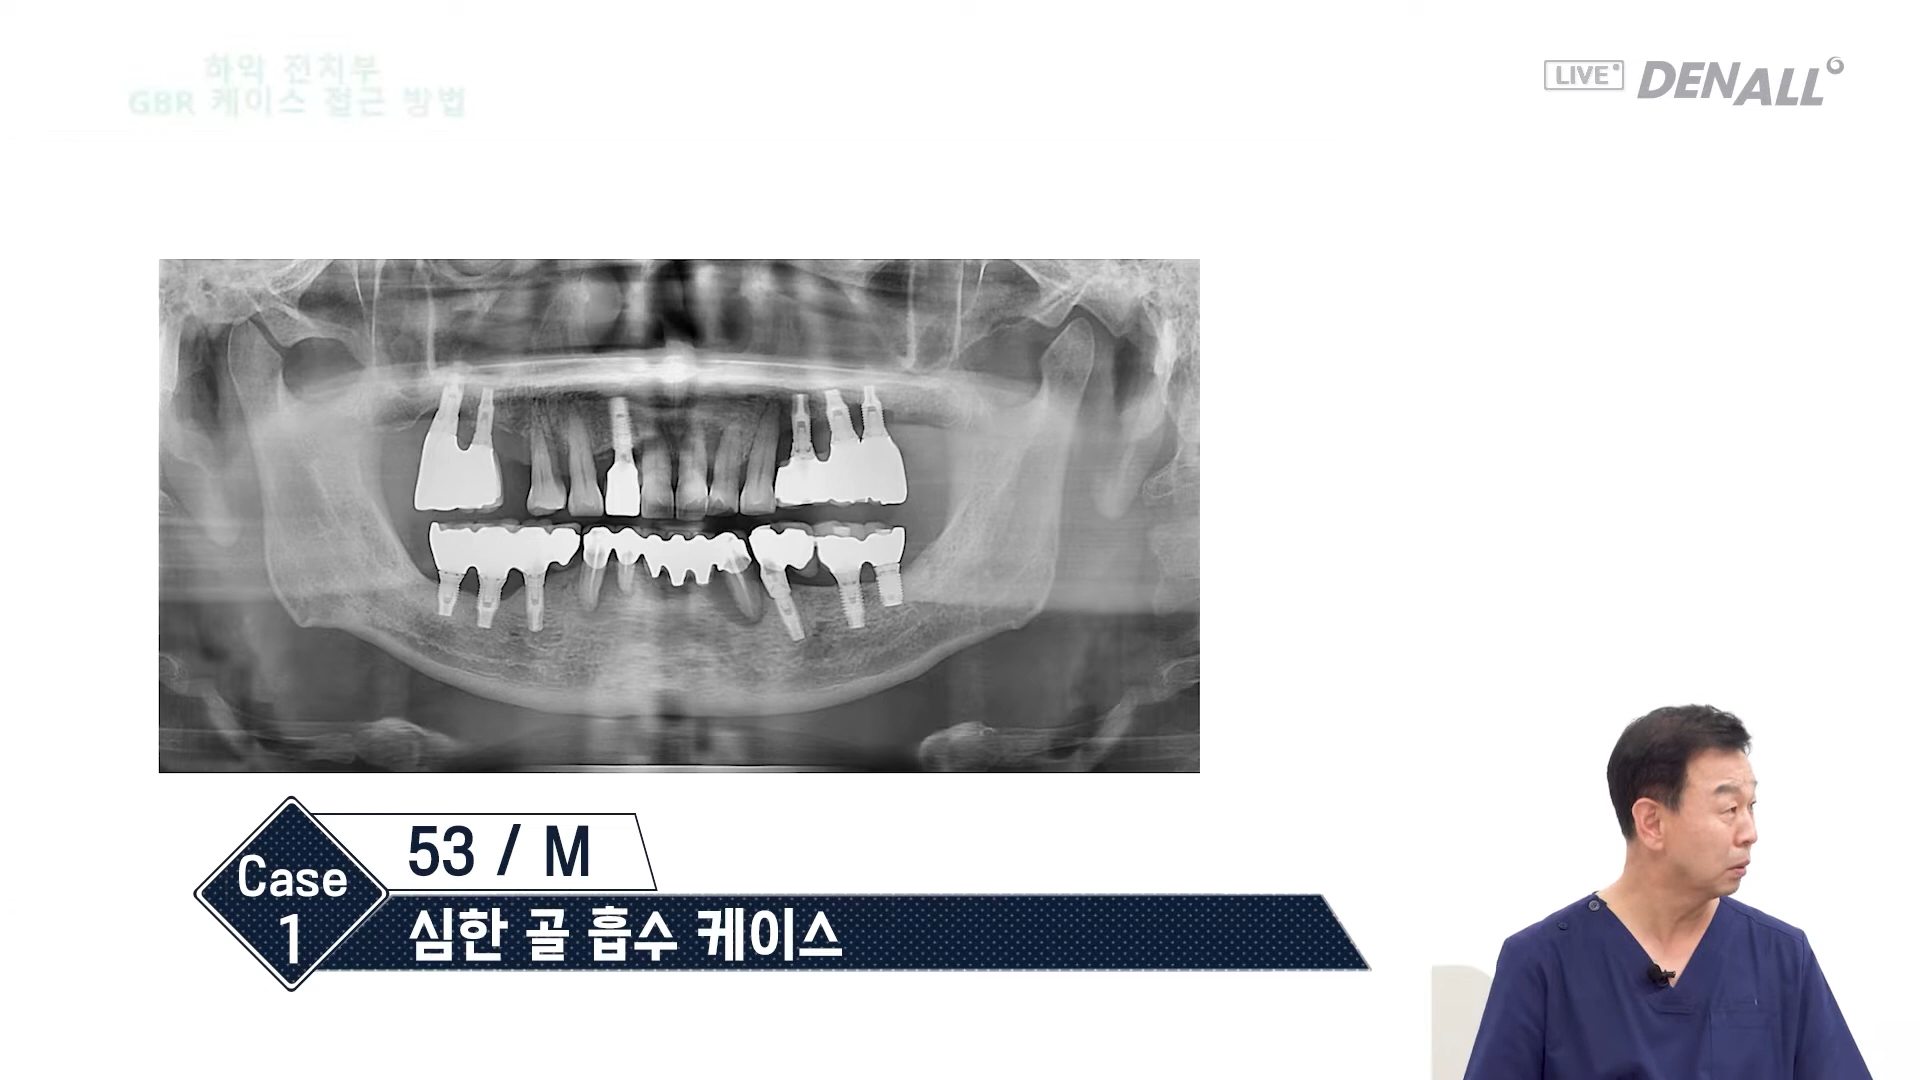 하악 전치부
GBR 케이스 접근 방법
LIVE
DENALL
Case
1
53 / M
심한 골 흡수 케이스